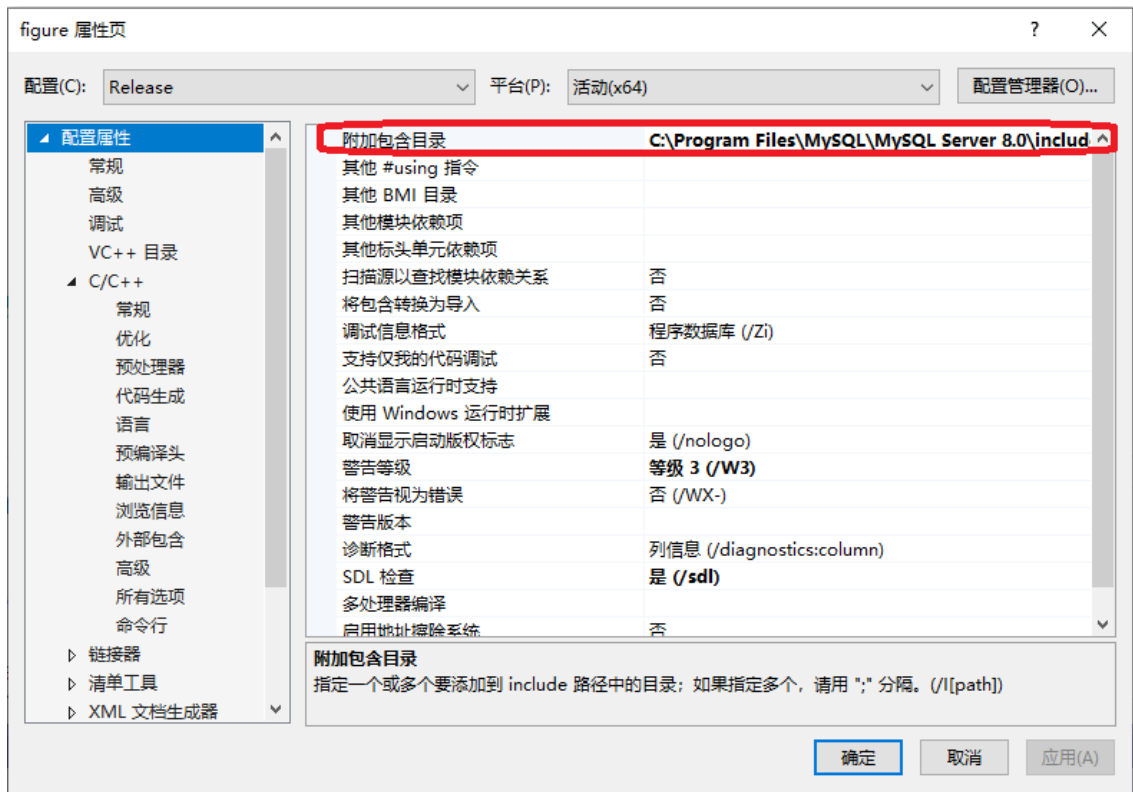 figure 属性页
?
配置(C):
Release
平台(P):
活动(x64)
配置管理器(O)...
配置属性
常规
高级
调试
VC++ 目录
C/C++
常规
优化
预处理器
代码生成
语言
预编译头
输出文件
浏览信息
外部包含
高级
所有选项
命令行
链接器
清单工具
XML 文档生成器
附加包含目录 C:\Program Files\MySQL\MySQL Server 8.0\includ
其他 #using 指令
其他 BMI 目录
其他模块依赖项
其他标头单元依赖项
扫描源以查找模块依赖关系 否
将包含转换为导入 否
调试信息格式 程序数据库 (/Zi)
支持仅我的代码调试 否
公共语言运行时支持
使用 Windows 运行时扩展
取消显示启动版权标志 是 (/nologo)
警告等级 等级 3 (/W3)
将警告视为错误 否 (/WX-)
警告版本
诊断格式 列信息 (/diagnostics:column)
SDL 检查 是 (/sdl)
多处理器编译
启用地址擦除系统 否
附加包含目录
指定一个或多个要添加到 include 路径中的目录；如果指定多个，请用 ";" 分隔。(/I[path])
确定
取消
应用(A)